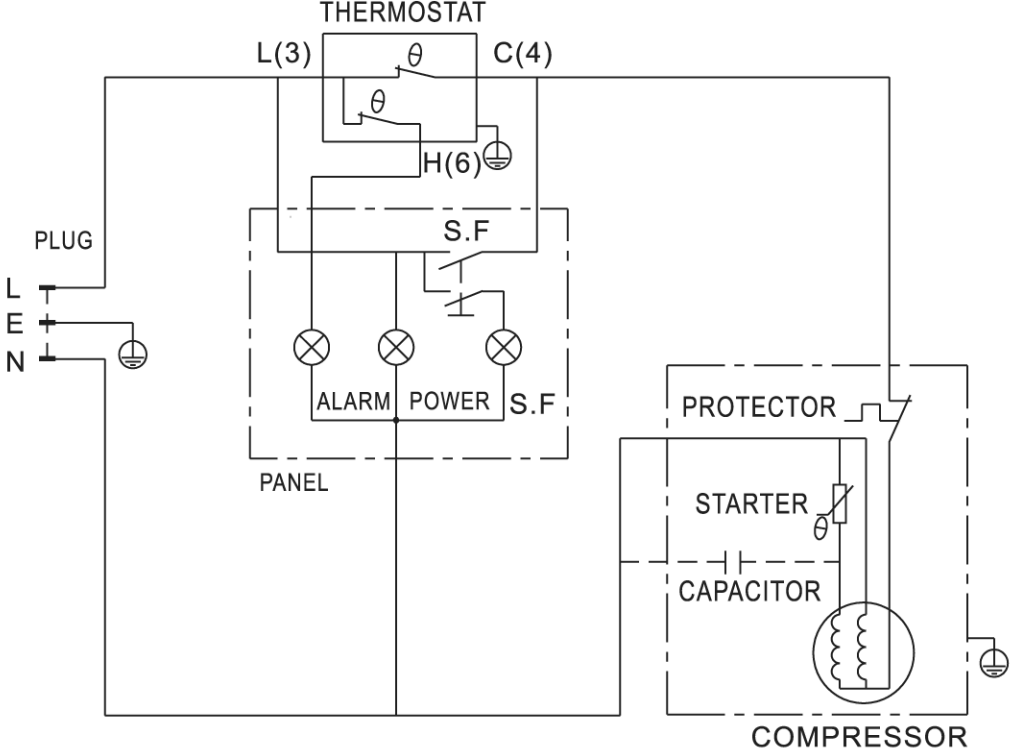 THERMOSTAT
L(3)
θ
C(4)
θ
H(6)
PLUG
S.F
L
E
N
ALARM
POWER
S.F
PROTECTOR
PANEL
STARTER
θ
CAPACITOR
COMPRESSOR